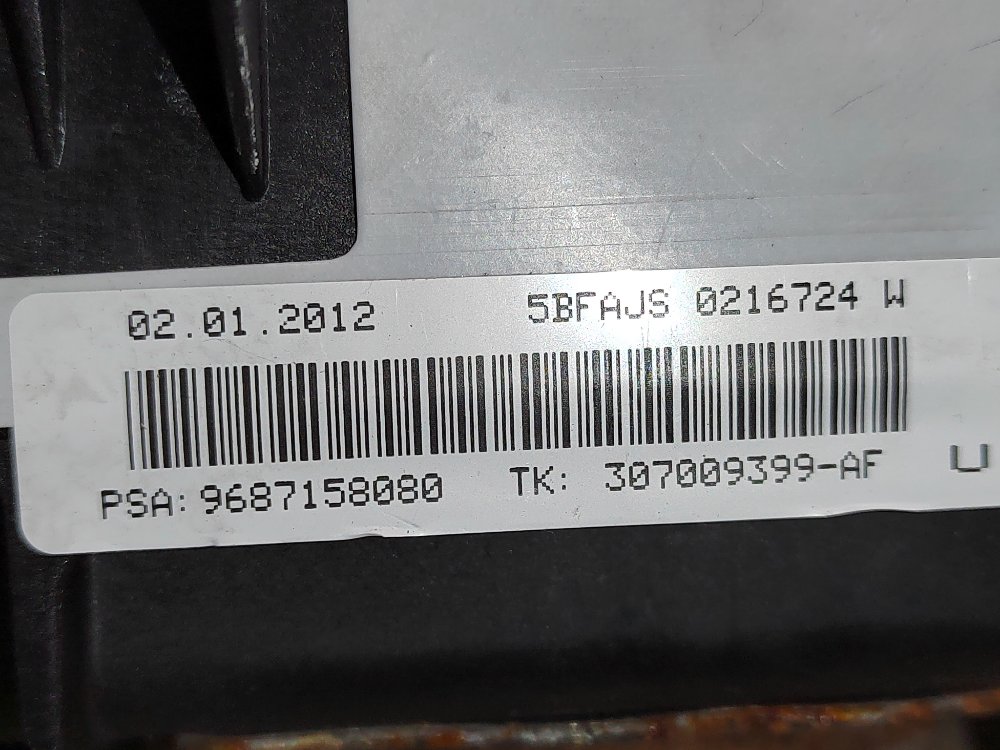 02.01.2012 5BFAJS 0216724 W
PSA: 9687158080 TK: 307009399-AF U